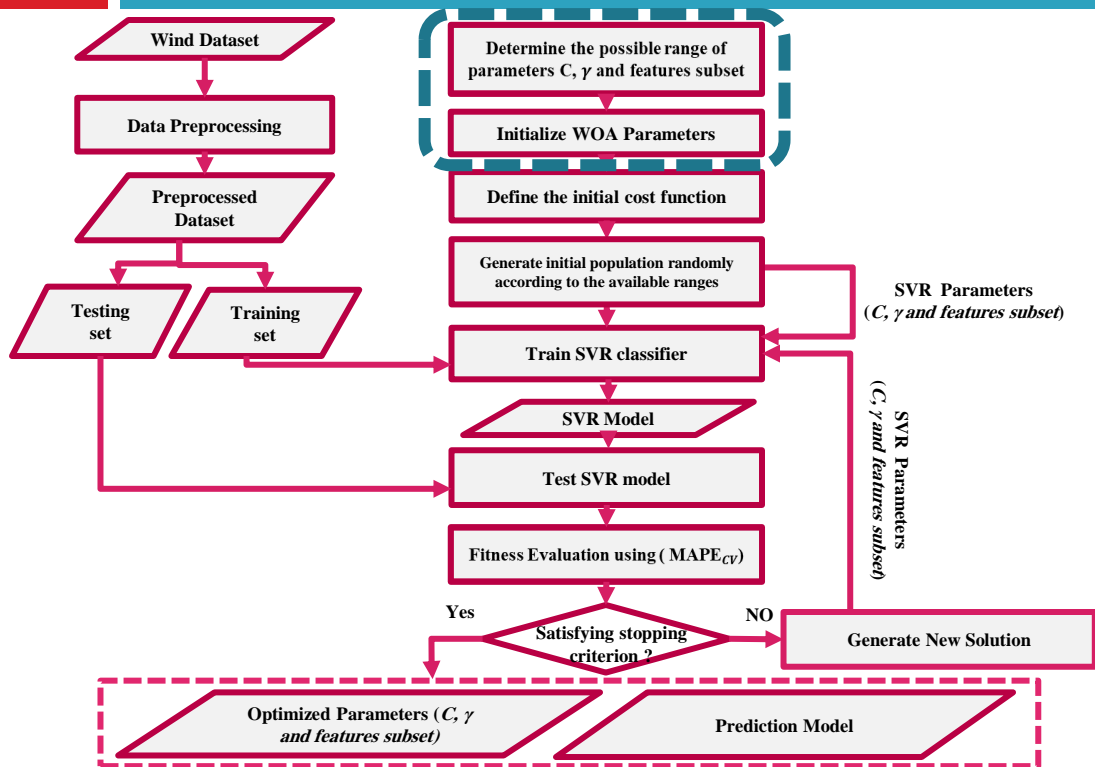 Wind Dataset
Data Preprocessing
Preprocessed
Dataset
Testing
set
Training
set
Determine the possible range of
parameters C, γ and features subset
Initialize WOA Parameters
Define the initial cost function
Generate initial population randomly
according to the available ranges
SVR Parameters
(C, γ and features subset)
Train SVR classifier
SVR Model
Test SVR model
Fitness Evaluation using ( MAPE_CV)
SVR Parameters
(C, γ and features subset)
Yes
Satisfying stopping
criterion ?
NO
Generate New Solution
Optimized Parameters (C, γ
and features subset)
Prediction Model